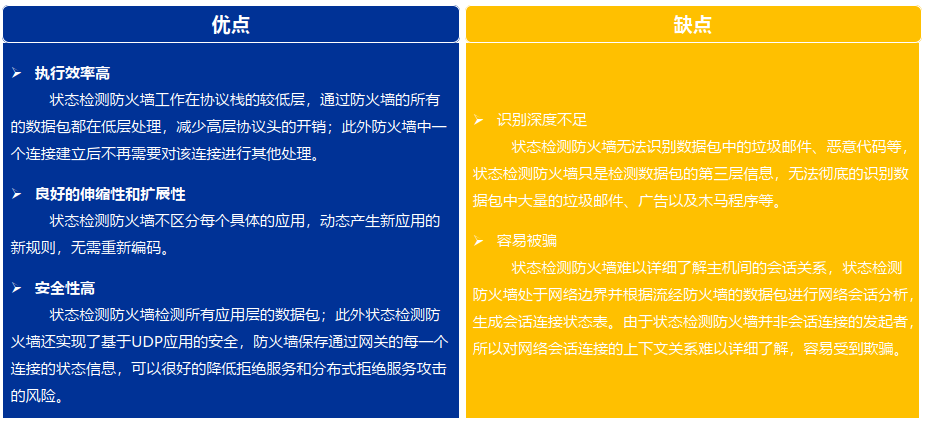 优点
➢ 执行效率高
状态检测防火墙工作在协议栈的较低层，通过防火墙的所有
的数据包都在低层处理，减少高层协议头的开销；此外防火墙中一
个连接建立后不再需要对该连接进行其他处理。
➢ 良好的伸缩性和扩展性
状态检测防火墙不区分每个具体的应用，动态产生新应用的
新规则，无需重新编码。
➢ 安全性高
状态检测防火墙检测所有应用层的数据包；此外状态检测防
火墙还实现了基于UDP应用的安全，防火墙保存通过网关的每一个
连接的状态信息，可以很好的降低拒绝服务和分布式拒绝服务攻击
的风险。
缺点
➢ 识别深度不足
状态检测防火墙无法识别数据包中的垃圾邮件、恶意代码等，
状态检测防火墙只是检测数据包的第三层信息，无法彻底的识别数
据包中大量的垃圾邮件、广告以及木马程序等。
➢ 容易被骗
状态检测防火墙难以详细了解主机间的会话关系，状态检测
防火墙处于网络边界并根据流经防火墙的数据包进行网络会话分析，
生成会话连接状态表。由于状态检测防火墙并非会话连接的发起者，
所以对网络会话连接的上下文关系难以详细了解，容易受到欺骗。